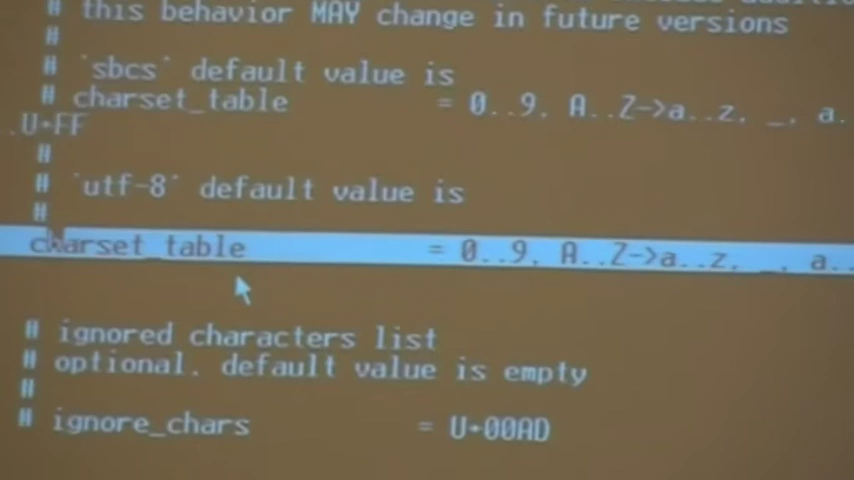 # this behavior MAY change in future versions
#
# `sbcs` default value is
# charset_table = 0..9, A..Z->a..z, _, a.
.U+FF
#
# `utf-8` default value is
#
charset_table = 0..9, A..Z->a..z, _, a..
# ignored characters list
# optional, default value is empty
#
# ignore_chars = U+00AD